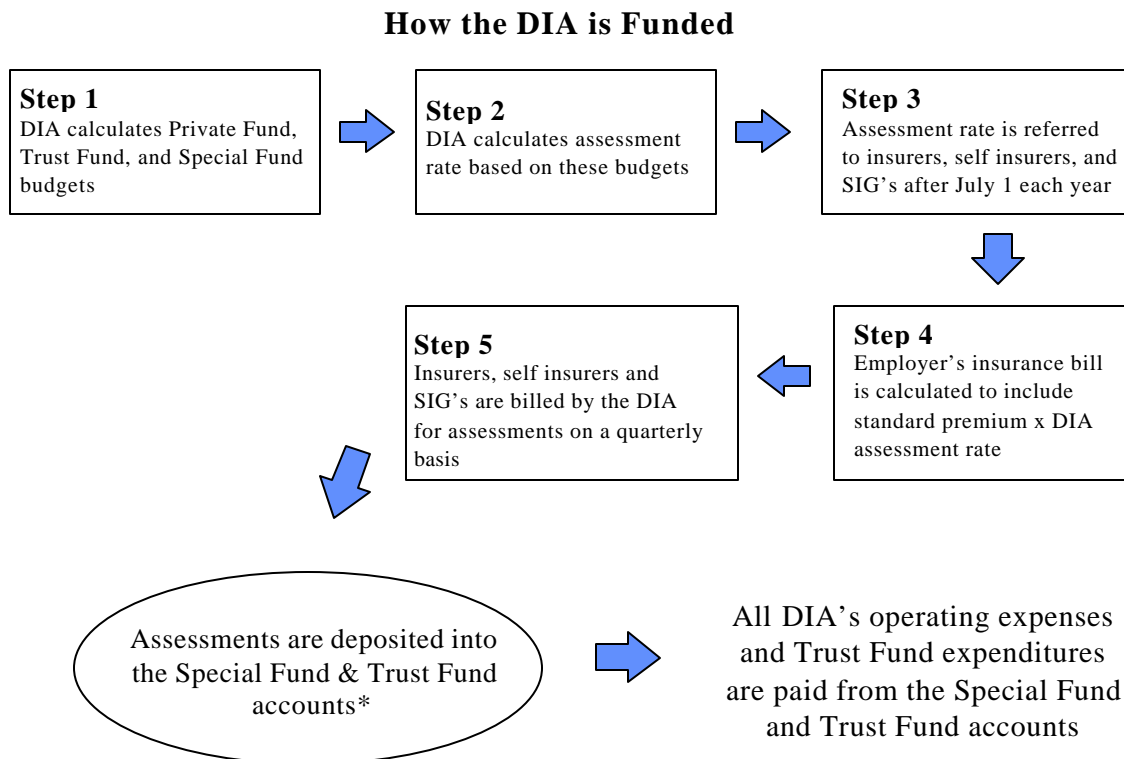 How the DIA is Funded
Step 1
DIA calculates Private Fund,
Trust Fund, and Special Fund
budgets
Step 2
DIA calculates assessment
rate based on these budgets
Step 3
Assessment rate is referred
to insurers, self insurers, and
SIG's after July 1 each year
Step 4
Employer's insurance bill
is calculated to include
standard premium x DIA
assessment rate
Step 5
Insurers, self insurers and
SIG's are billed by the DIA
for assessments on a quarterly
basis
Assessments are deposited into
the Special Fund & Trust Fund
accounts*
All DIA's operating expenses
and Trust Fund expenditures
are paid from the Special Fund
and Trust Fund accounts